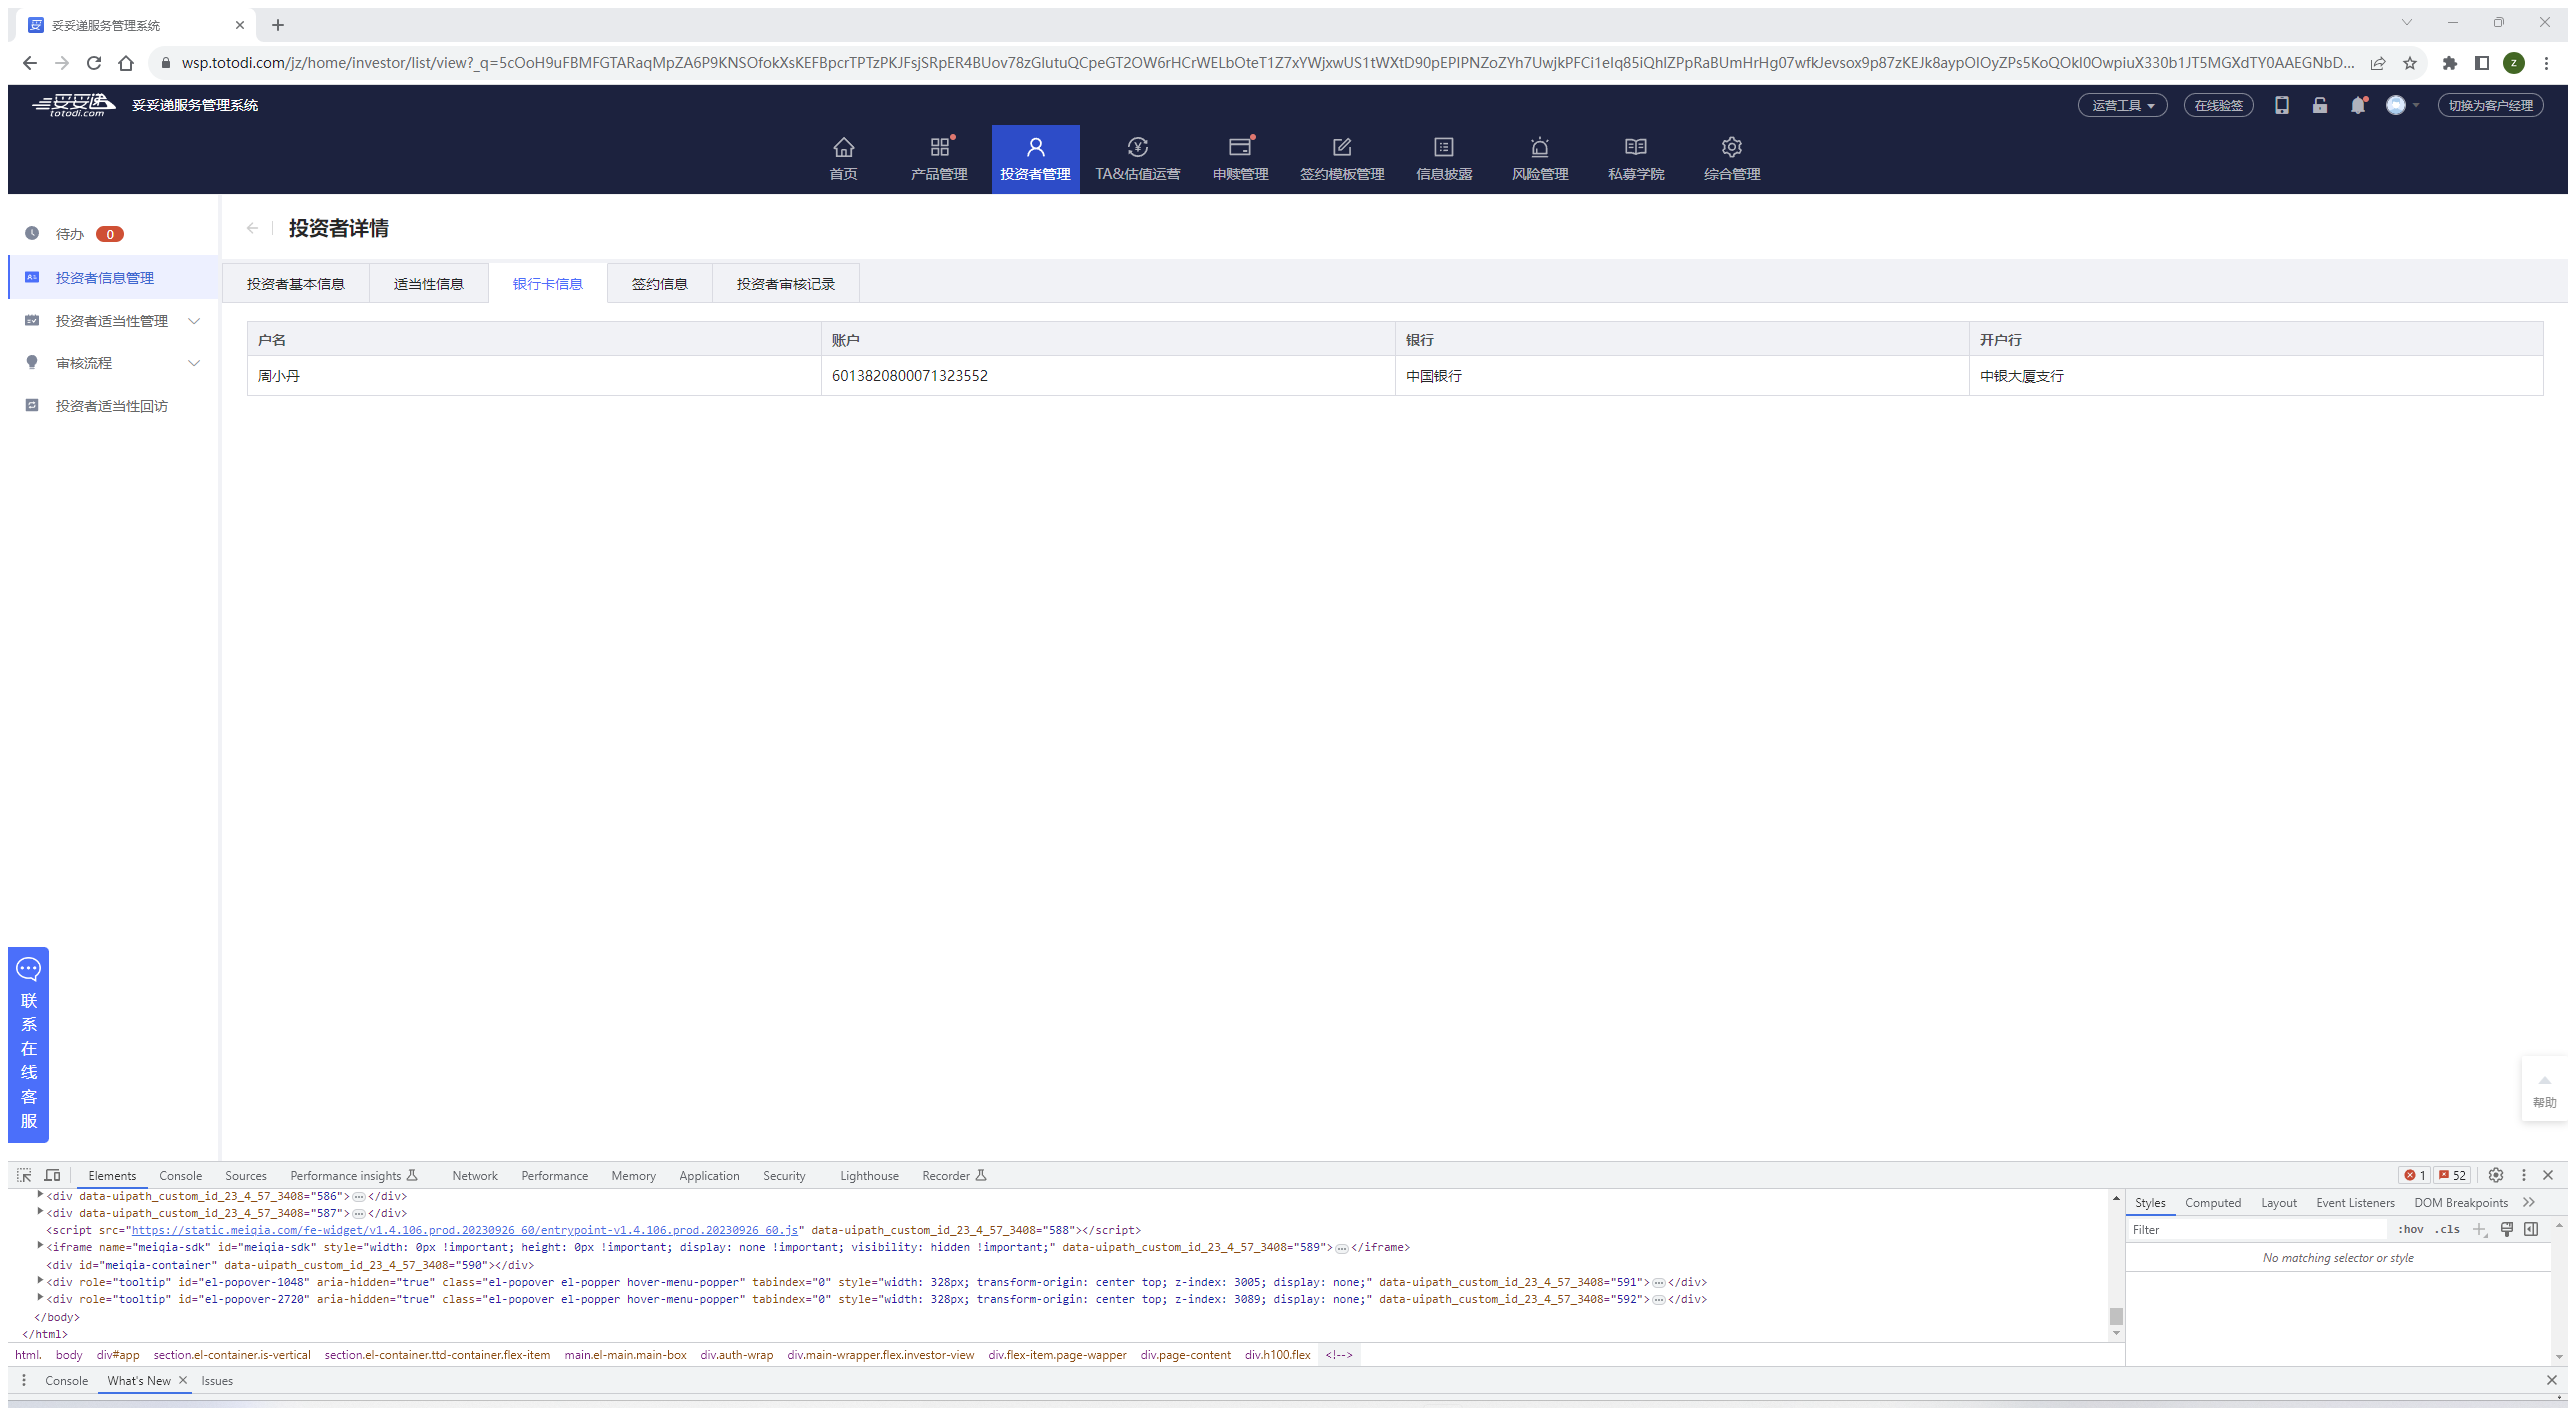 妥妥递服务管理系统
wsp.totodi.com/jz/home/investor/list/view?_q=5cOoH9uFBMFGTARaqMpZA6P9KNSOfokXsKEFBpcrTPTzPKJFsjSRpER4BUov78zGlutuQCpeGT2OW6rHCrWELbOteT1Z7xYWjxwUS1tWXtD90pEPIPNZoZYh7UwjkPFCi1eIq85iQhIZPpRaBUmHrHg07wfkJevsox9p87zKEJk8aypOIOyZPs5KoQOkl0OwpiuX330b1JT5MGXdTY0AAEGNbD...
妥妥递 totodi.com 妥妥递服务管理系统 运营工具 在线验签 切换为客户经理
首页 产品管理 投资者管理 TA&估值运营 申赎管理 签约模板管理 信息披露 风险管理 私募学院 综合管理
待办 0
投资者信息管理
投资者适当性管理
审核流程
投资者适当性回访
投资者详情
投资者基本信息 适当性信息 银行卡信息 签约信息 投资者审核记录
户名 账户 银行 开户行
周小丹 6013820800071323552 中国银行 中银大厦支行
联系在线客服
帮助
Elements Console Sources Performance insights Network Performance Memory Application Security Lighthouse Recorder 1 52
<div data-uipath_custom_id_23_4_57_3408="586">…</div>
<div data-uipath_custom_id_23_4_57_3408="587">…</div>
<script src="https://static.meiqia.com/fe-widget/v1.4.106.prod.20230926_60/entrypoint-v1.4.106.prod.20230926_60.js" data-uipath_custom_id_23_4_57_3408="588"></script>
<iframe name="meiqia-sdk" id="meiqia-sdk" style="width: 0px !important; height: 0px !important; display: none !important; visibility: hidden !important;" data-uipath_custom_id_23_4_57_3408="589">…</iframe>
<div id="meiqia-container" data-uipath_custom_id_23_4_57_3408="590"></div>
<div role="tooltip" id="el-popover-1048" aria-hidden="true" class="el-popover el-popper hover-menu-popper" tabindex="0" style="width: 328px; transform-origin: center top; z-index: 3005; display: none;" data-uipath_custom_id_23_4_57_3408="591">…</div>
<div role="tooltip" id="el-popover-2720" aria-hidden="true" class="el-popover el-popper hover-menu-popper" tabindex="0" style="width: 328px; transform-origin: center top; z-index: 3089; display: none;" data-uipath_custom_id_23_4_57_3408="592">…</div>
</body>
</html>
html. body div#app section.el-container.is-vertical section.el-container.ttd-container.flex-item main.el-main.main-box div.auth-wrap div.main-wrapper.flex.investor-view div.flex-item.page-wapper div.page-content div.h100.flex <!-->
Styles Computed Layout Event Listeners DOM Breakpoints
Filter :hov .cls
No matching selector or style
Console What's New Issues